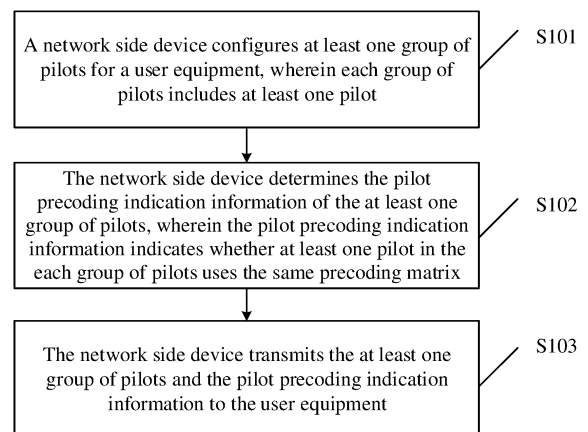 A network side device configures at least one group of
pilots for a user equipment, wherein each group of
pilots includes at least one pilot
S101
The network side device determines the pilot
precoding indication information of the at least one
group of pilots, wherein the pilot precoding indication
information indicates whether at least one pilot in the
each group of pilots uses the same precoding matrix
S102
The network side device transmits the at least one
group of pilots and the pilot precoding indication
information to the user equipment
S103